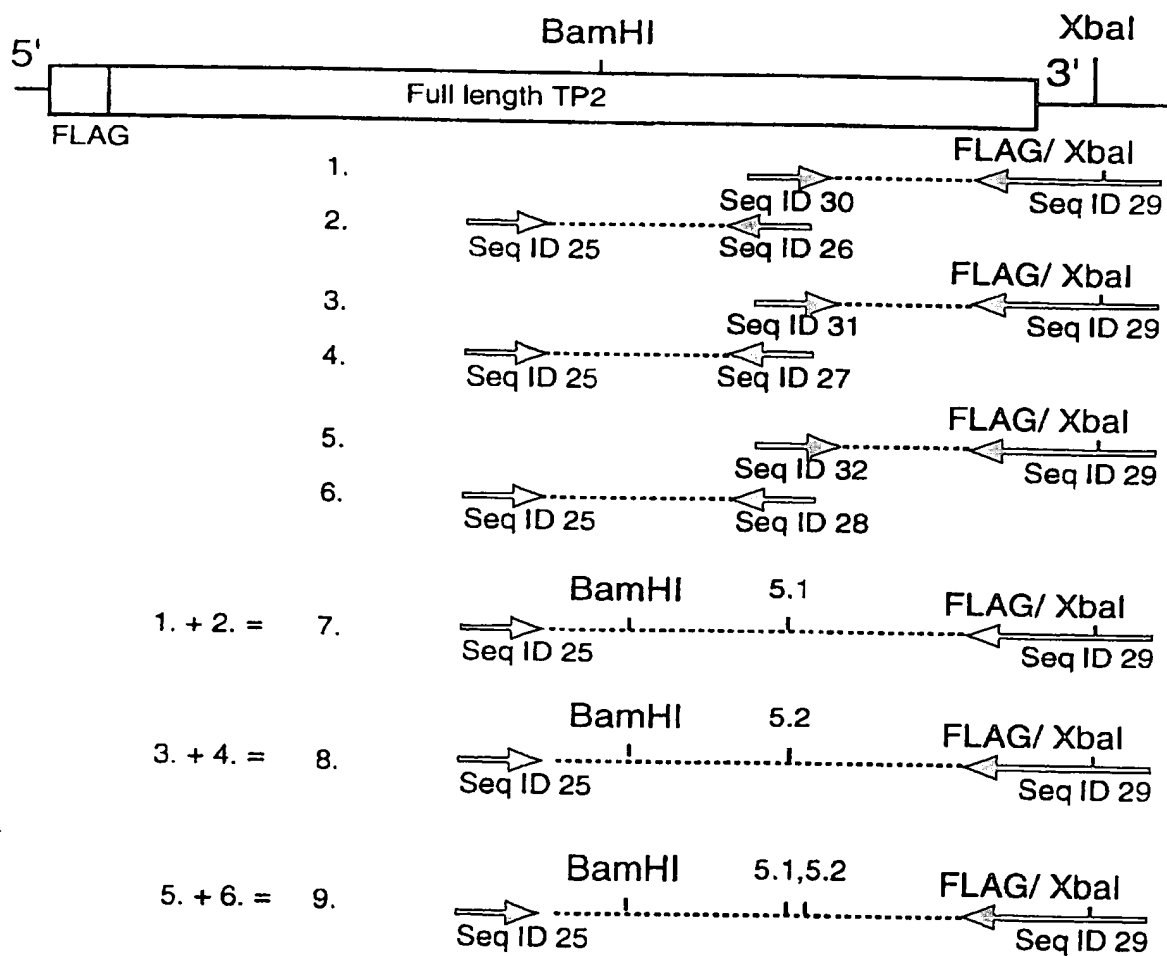 BamHI XbaI
5' 3'
Full length TP2
FLAG
1. FLAG/ XbaI
Seq ID 30 Seq ID 29
2.
Seq ID 25 Seq ID 26
3. FLAG/ XbaI
Seq ID 31 Seq ID 29
4.
Seq ID 25 Seq ID 27
5. FLAG/ XbaI
Seq ID 32 Seq ID 29
6.
Seq ID 25 Seq ID 28
BamHI 5.1 FLAG/ XbaI
1. + 2. = 7.
Seq ID 25 Seq ID 29
BamHI 5.2 FLAG/ XbaI
3. + 4. = 8.
Seq ID 25 Seq ID 29
BamHI 5.1,5.2 FLAG/ XbaI
5. + 6. = 9.
Seq ID 25 Seq ID 29